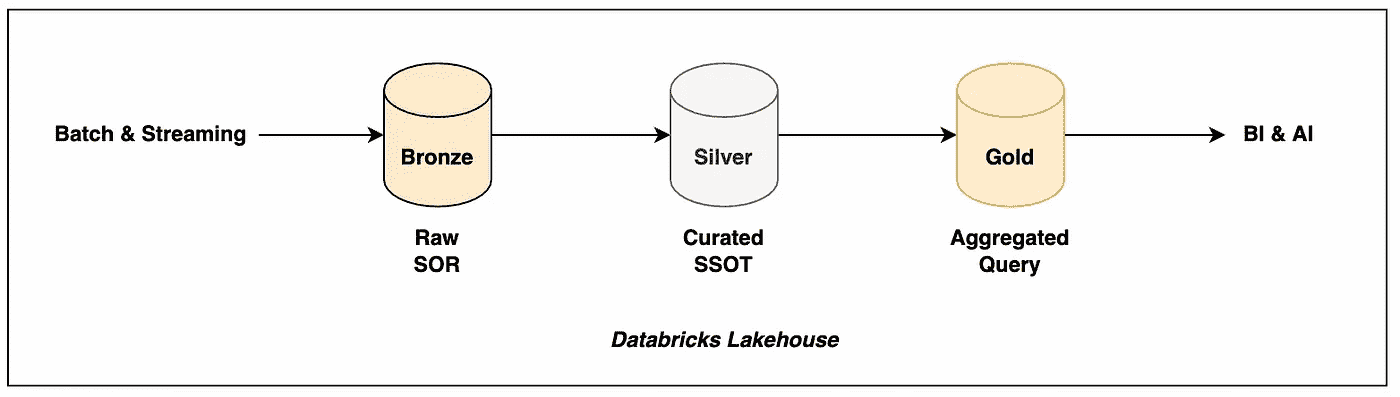 Batch & Streaming
Bronze
Silver
Gold
BI & AI
Raw
SOR
Curated
SSOT
Aggregated
Query
Databricks Lakehouse